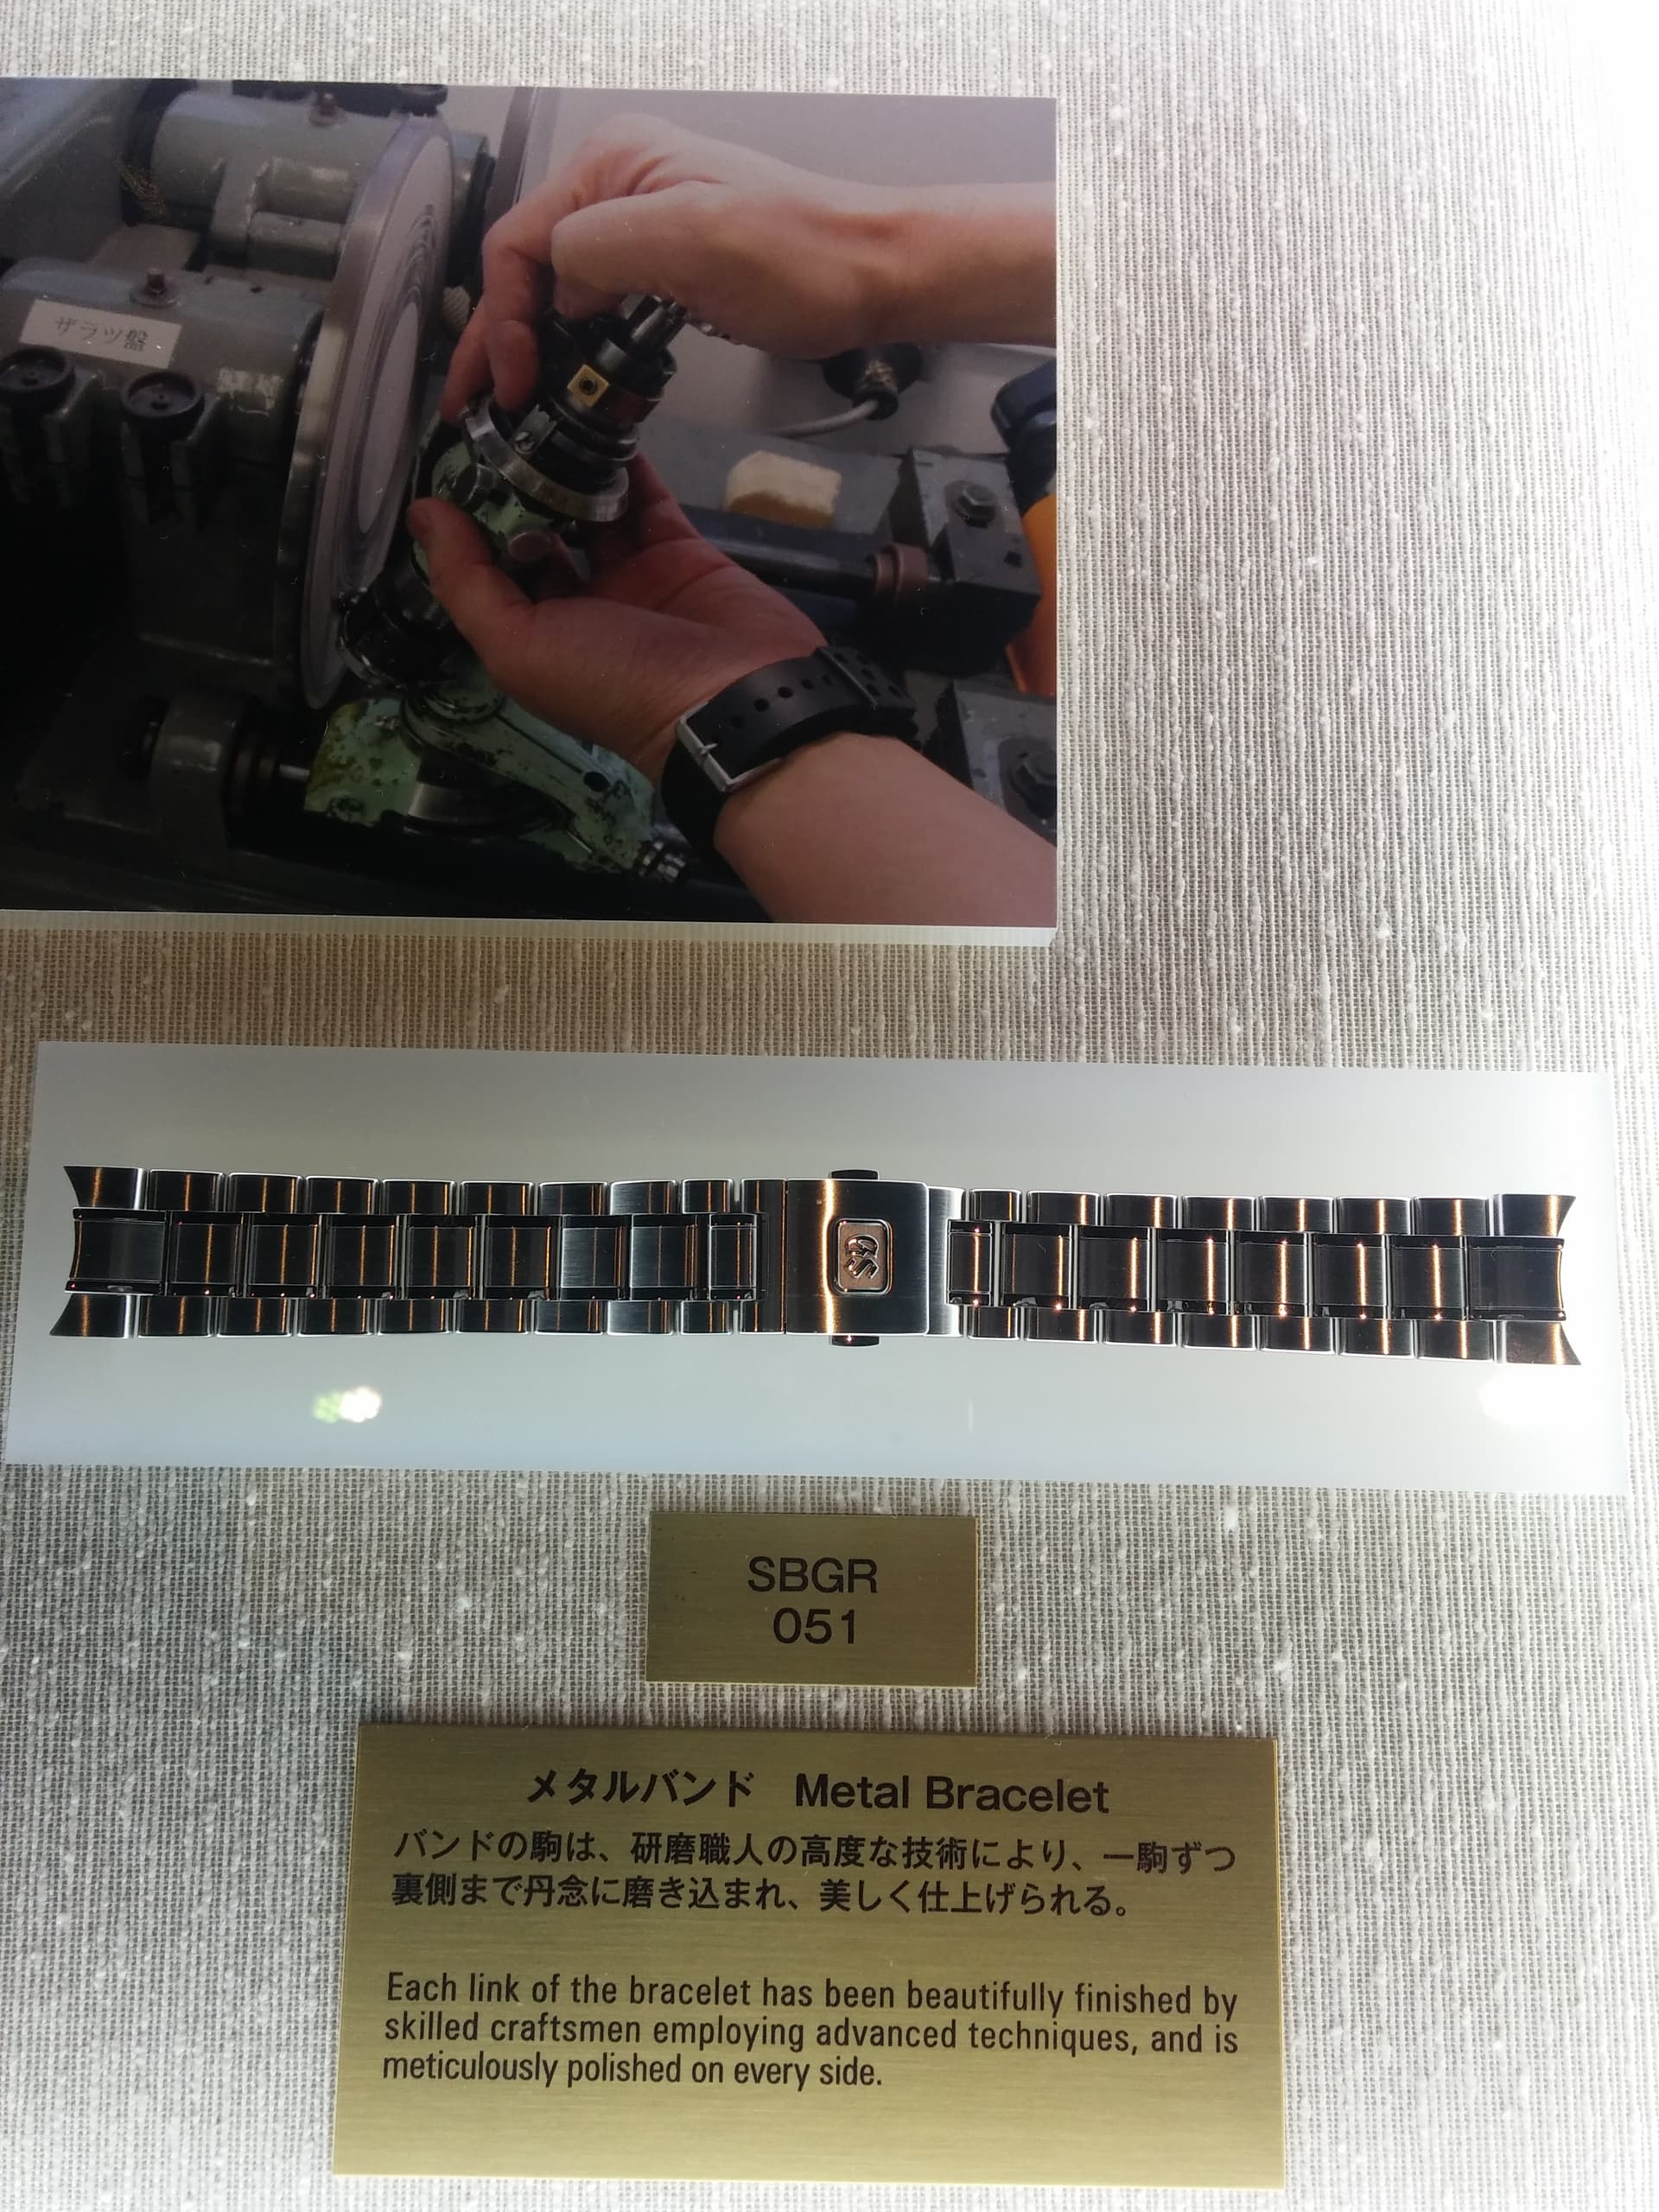 ザラツ盤
GS
SBGR
051
メタルバンド Metal Bracelet
バンドの駒は、研磨職人の高度な技術により、一駒ずつ
裏側まで丹念に磨き込まれ、美しく仕上げられる。
Each link of the bracelet has been beautifully finished by
skilled craftsmen employing advanced techniques, and is
meticulously polished on every side.